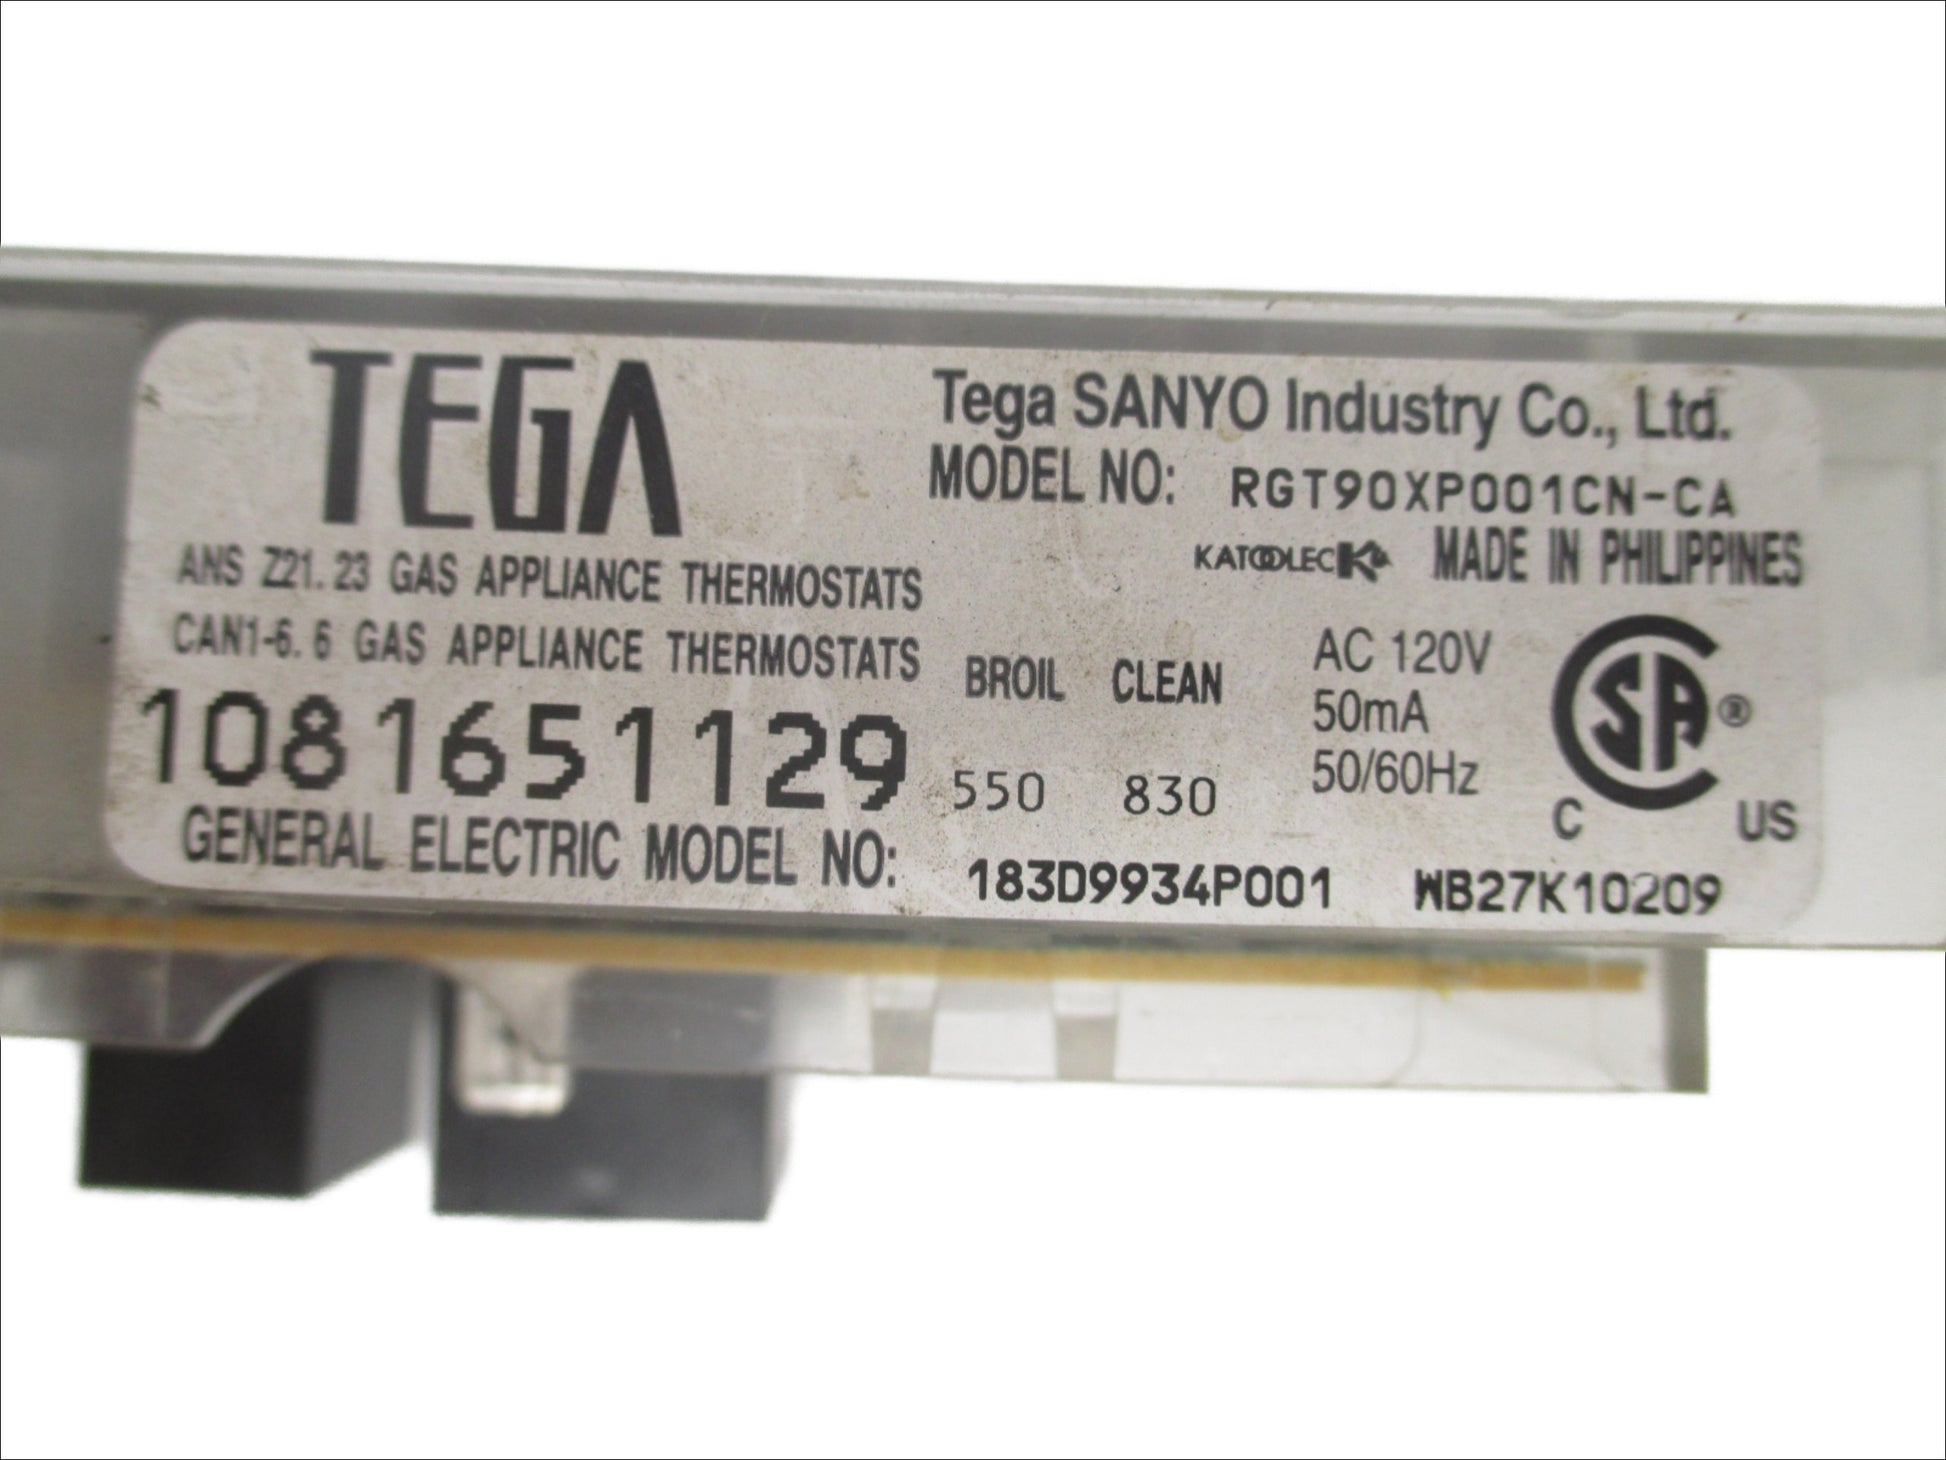 TEGA
Tega SANYO Industry Co., Ltd.
MODEL NO: RGT90XP001CN-CA
KATOOLEC K MADE IN PHILIPPINES
ANS Z21.23 GAS APPLIANCE THERMOSTATS
CAN1-6.6 GAS APPLIANCE THERMOSTATS
1081651129
BROIL CLEAN
550 830
AC 120V
50mA
50/60Hz
SA ®
C US
GENERAL ELECTRIC MODEL NO: 183D9934P001 WB27K10209